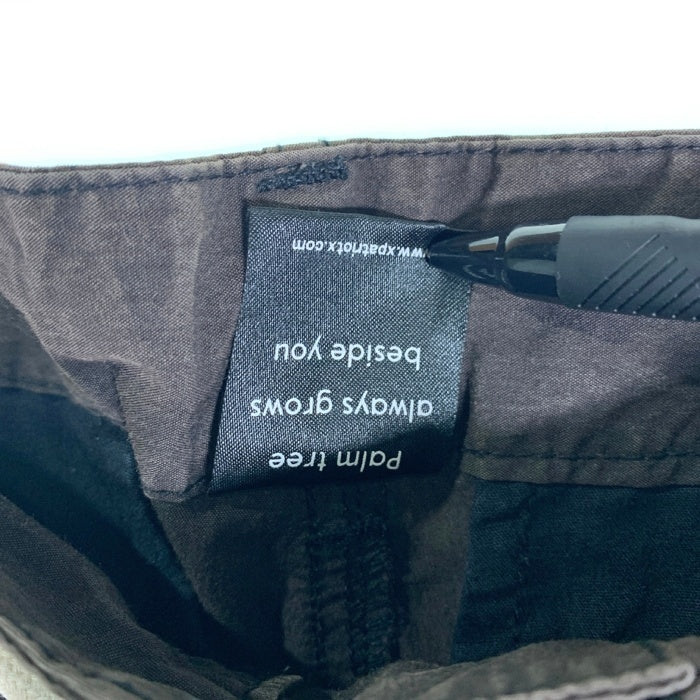 Palm tree
always grows
beside you
www.xpatriotx.com